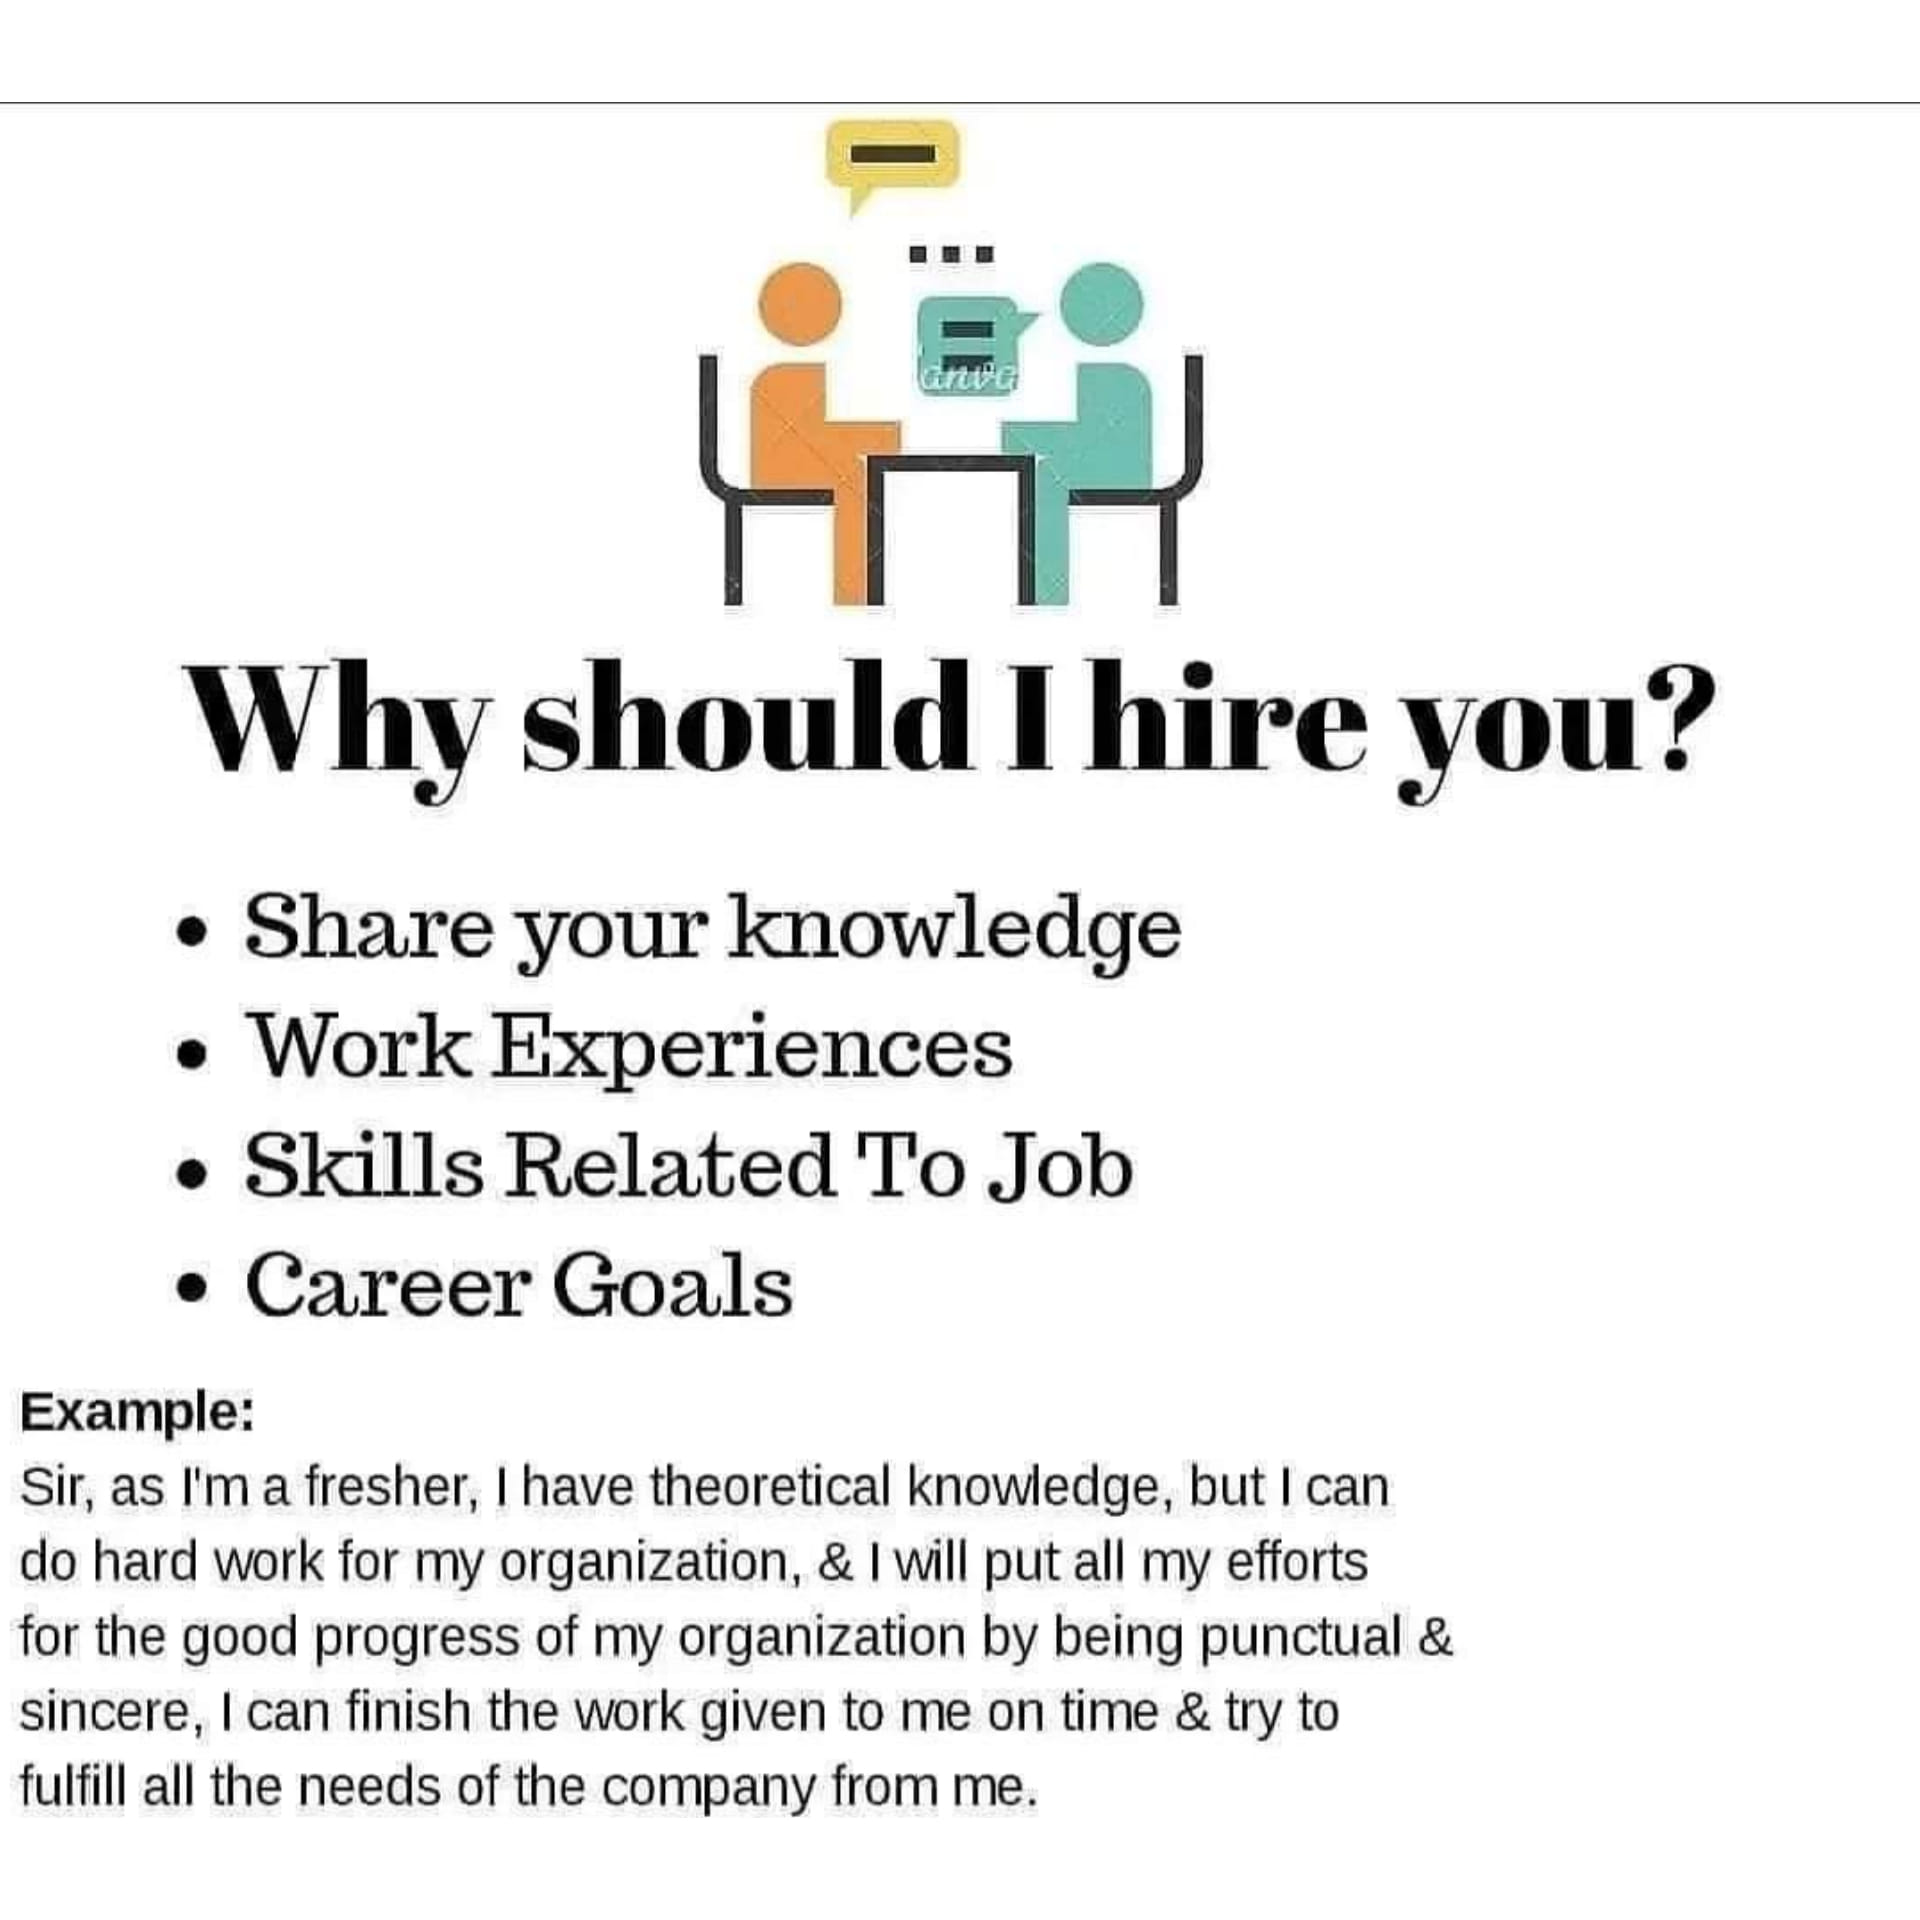 anva
Why should I hire you?
• Share your knowledge
• Work Experiences
• Skills Related To Job
• Career Goals
Example:
Sir, as I'm a fresher, I have theoretical knowledge, but I can
do hard work for my organization, & I will put all my efforts
for the good progress of my organization by being punctual &
sincere, I can finish the work given to me on time & try to
fulfill all the needs of the company from me.